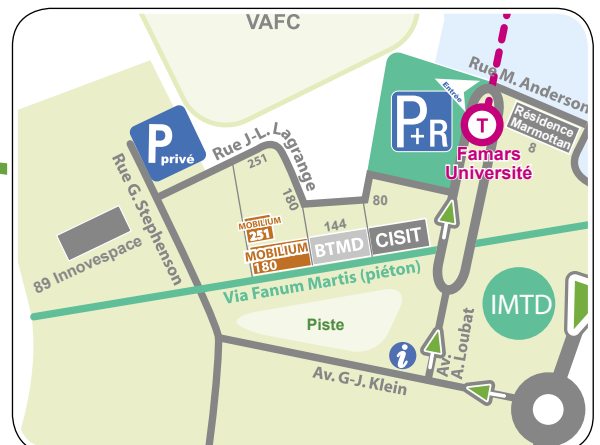 VAFC
Rue M. Anderson
Entrée
P+R
T
Résidence
Marmottan
8
Famars
Université
P
privé
Rue J-L. Lagrange
251
180
80
144
Rue G. Stephenson
MOBILIUM
251
MOBILIUM
180
BTMD
CISIT
89 Innovespace
Via Fanum Martis (piéton)
IMTD
Piste
i
Av.
A. Loubat
Av. G-J. Klein